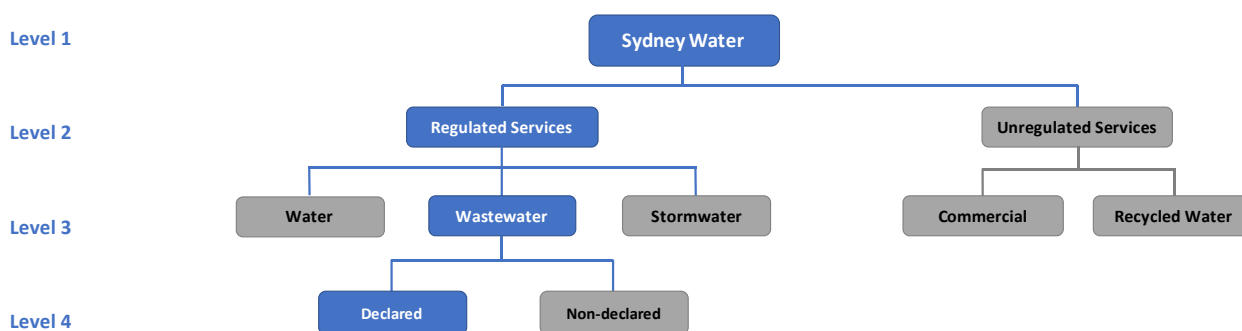 Level 1
Sydney Water
Level 2
Regulated Services
Unregulated Services
Level 3
Water
Wastewater
Stormwater
Commercial
Recycled Water
Level 4
Declared
Non-declared